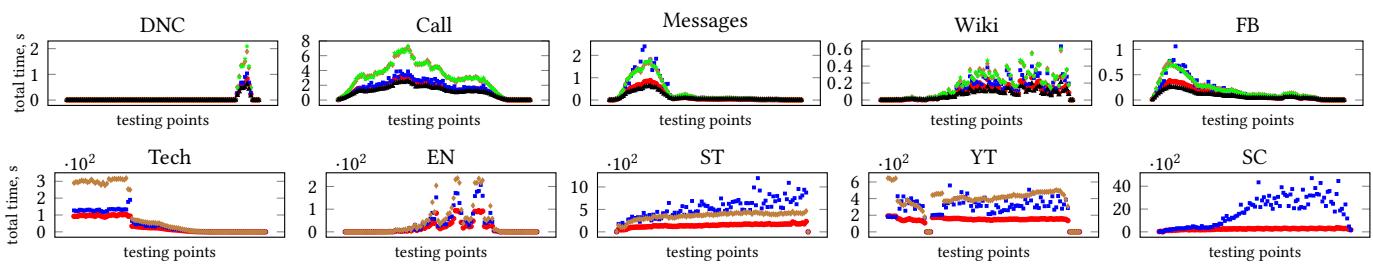 DNC
total time, s
2
1
0
testing points
Call
8
6
4
2
0
testing points
Messages
2
1
0
testing points
Wiki
0.6
0.4
0.2
0
testing points
FB
1
0.5
0
testing points
Tech
·10²
total time, s
3
2
1
0
testing points
EN
·10²
2
1
0
testing points
ST
·10²
10
5
0
testing points
YT
·10²
6
4
2
0
testing points
SC
·10²
40
20
0
testing points